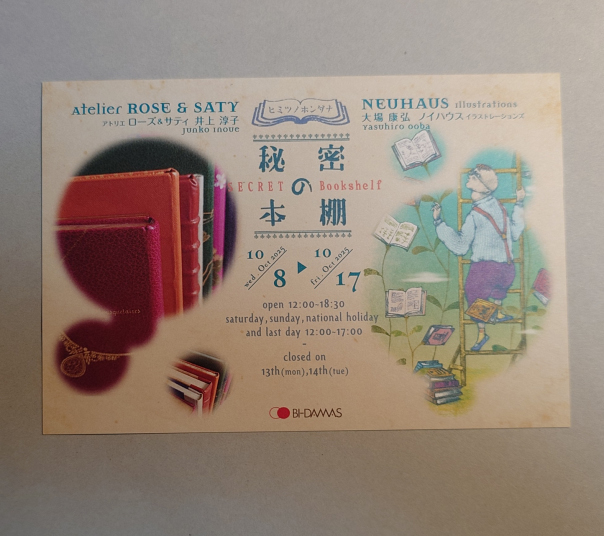 Atelier ROSE & SATY
アトリエ ローズ&サティ 井上 淳子
Junko Inoue
ヒミツノホンダナ
NEUHAUS Illustrations
大場 康弘 ノイハウス イラストレーションズ
Yasuhiro Ooba
秘密
SECRET の Bookshelf
本棚
10 wed, Oct 2025 8 ▶ 10 fri, Oct 2025 17
open 12:00-18:30
saturday, sunday, national holiday
and last day 12:00-17:00
-
closed on
13th(mon),14th(tue)
BI-DAMAS